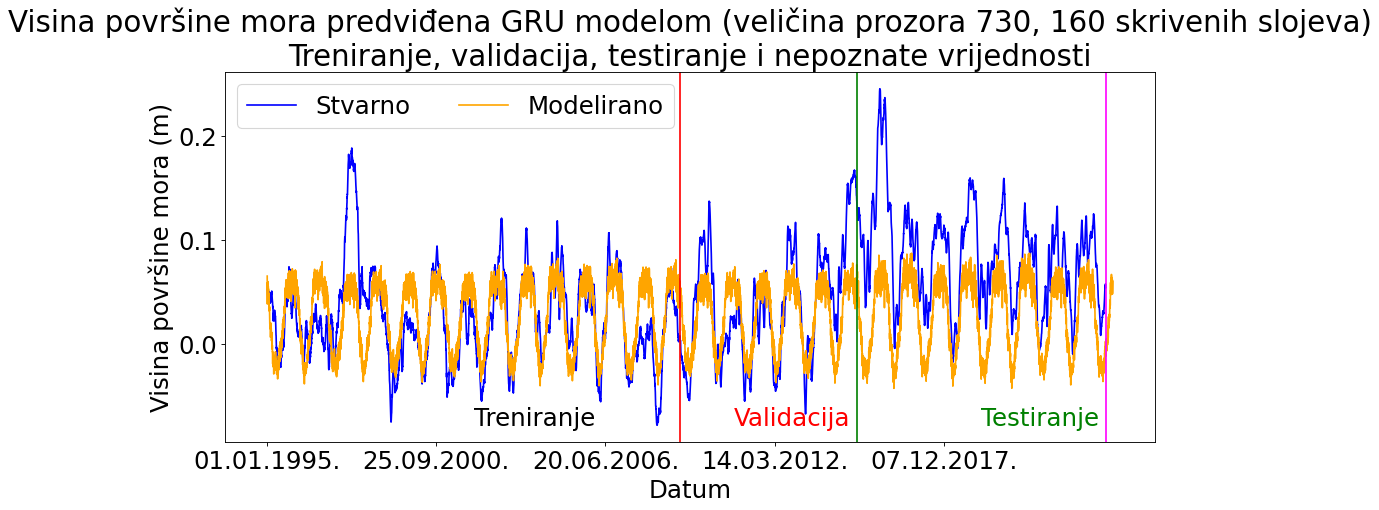 Visina površine mora predviđena GRU modelom (veličina prozora 730, 160 skrivenih slojeva)
Treniranje, validacija, testiranje i nepoznate vrijednosti
Stvarno Modelirano
Visina površine mora (m)
0.2
0.1
0.0
Treniranje Validacija Testiranje
01.01.1995. 25.09.2000. 20.06.2006. 14.03.2012. 07.12.2017.
Datum